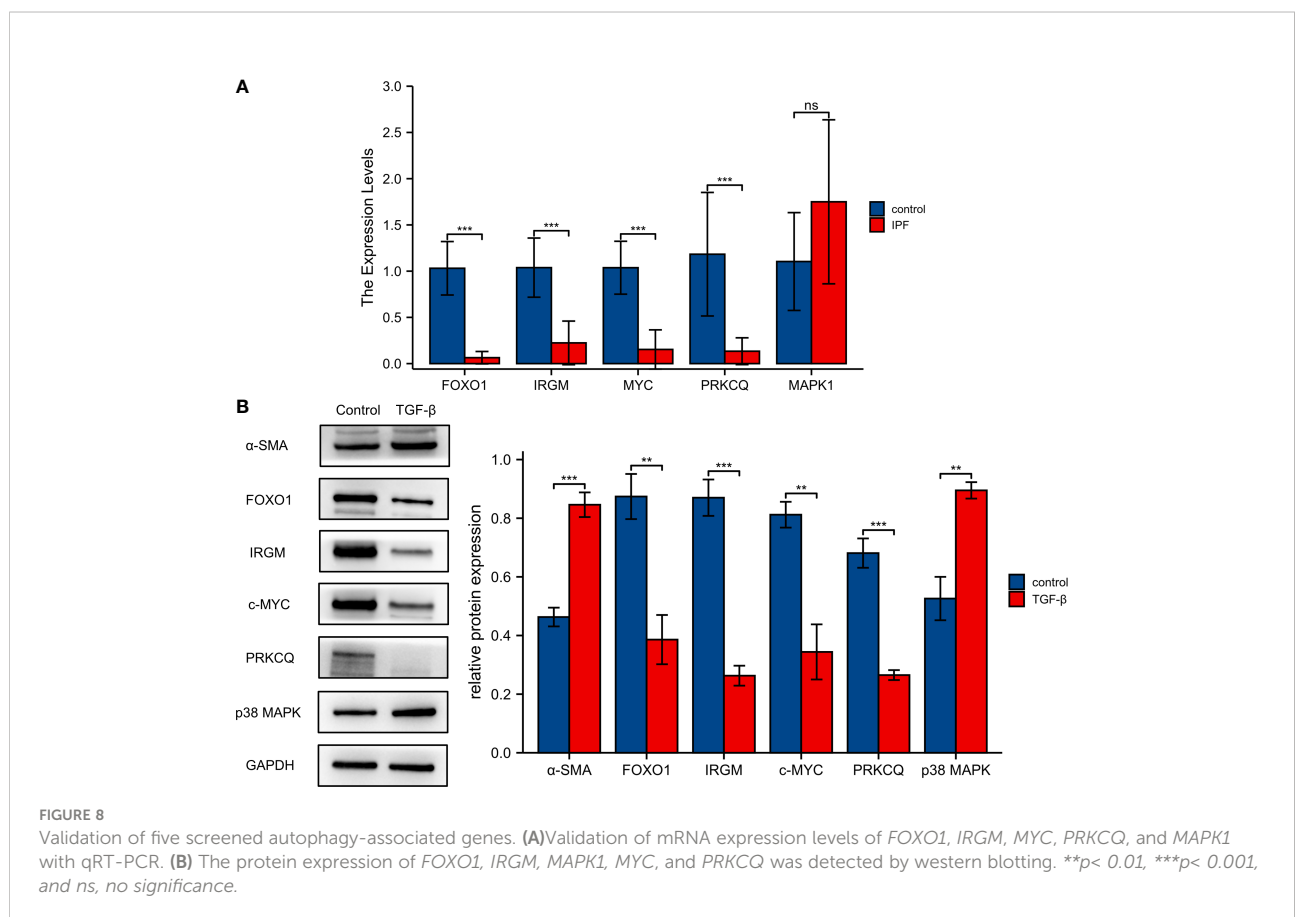 A
3.0
2.5
2.0
1.5
1.0
0.5
0.0
The Expression Levels
***
***
***
***
ns
control
IPF
FOXO1 IRGM MYC PRKCQ MAPK1
B
Control TGF-β
α-SMA
FOXO1
IRGM
c-MYC
PRKCQ
p38 MAPK
GAPDH
1.0
0.8
0.6
0.4
0.2
0.0
relative protein expression
***
**
***
**
***
**
control
TGF-β
α-SMA FOXO1 IRGM c-MYC PRKCQ p38 MAPK
FIGURE 8
Validation of five screened autophagy-associated genes. (A)Validation of mRNA expression levels of FOXO1, IRGM, MYC, PRKCQ, and MAPK1
with qRT-PCR. (B) The protein expression of FOXO1, IRGM, MAPK1, MYC, and PRKCQ was detected by western blotting. **p< 0.01, ***p< 0.001,
and ns, no significance.